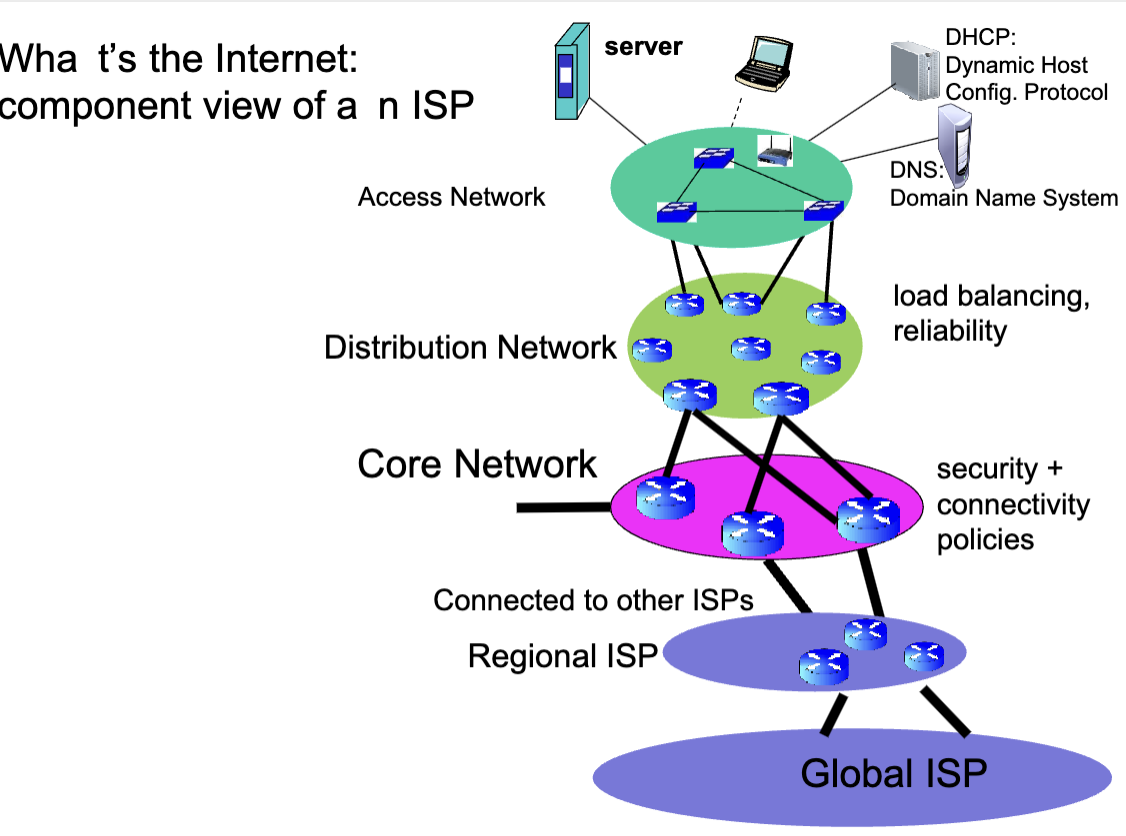 Wha t’s the Internet:
component view of a n ISP
server
DHCP:
Dynamic Host
Config. Protocol
DNS:
Domain Name System
Access Network
load balancing,
reliability
Distribution Network
Core Network
security +
connectivity
policies
Connected to other ISPs
Regional ISP
Global ISP